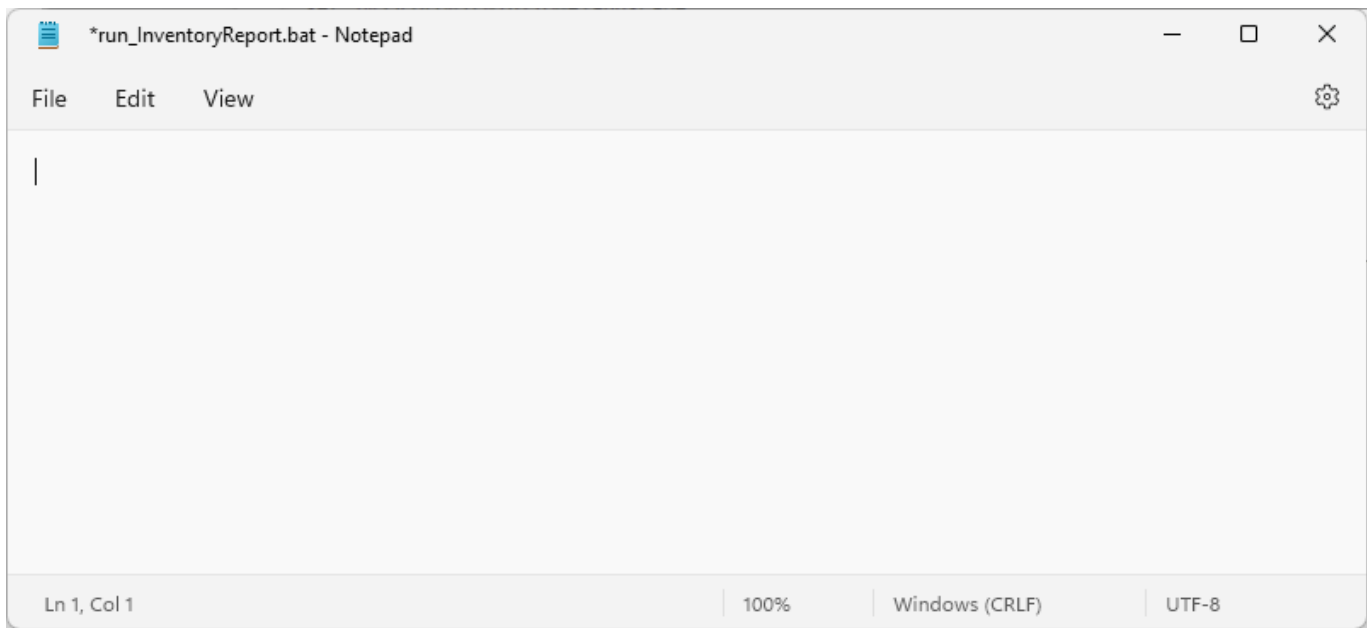 *run_InventoryReport.bat - Notepad
File Edit View
Ln 1, Col 1 100% Windows (CRLF) UTF-8